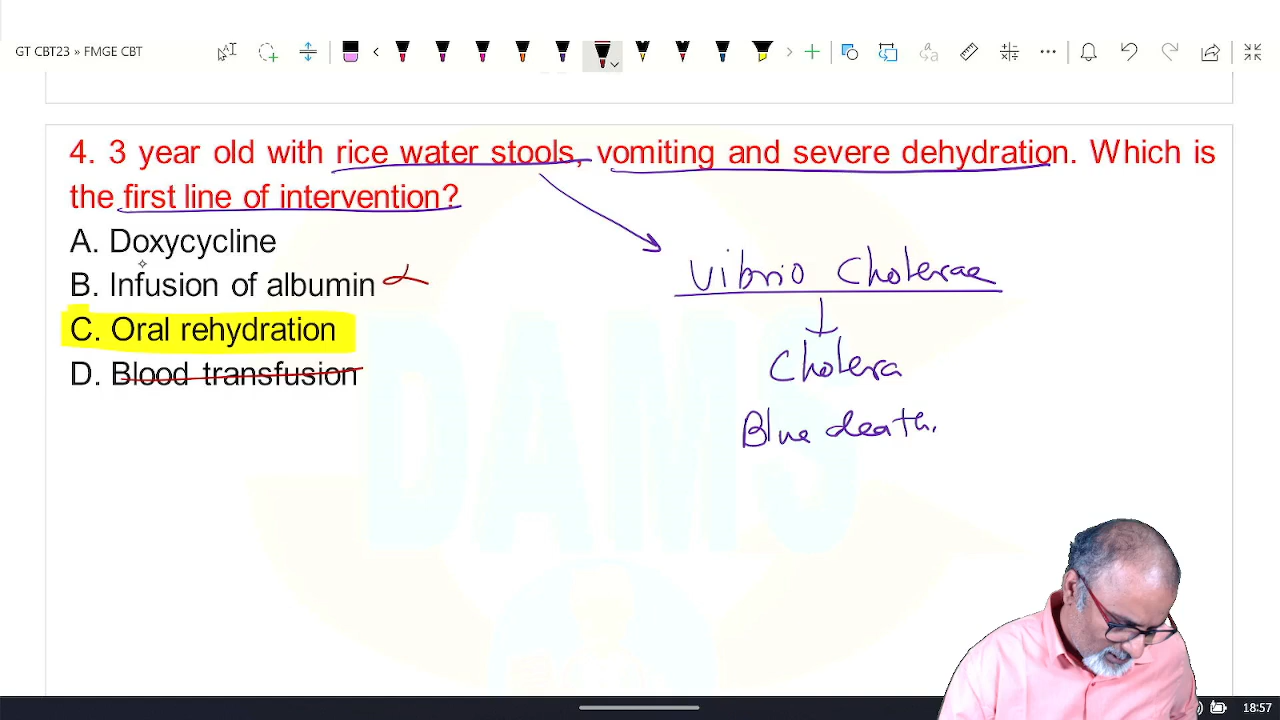 GT CBT23 » FMGE CBT
4. 3 year old with rice water stools, vomiting and severe dehydration. Which is
the first line of intervention?
A. Doxycycline
B. Infusion of albumin
C. Oral rehydration
D. Blood transfusion
Vibrio Cholerae
Cholera
Blue death.
DAMS
18:57